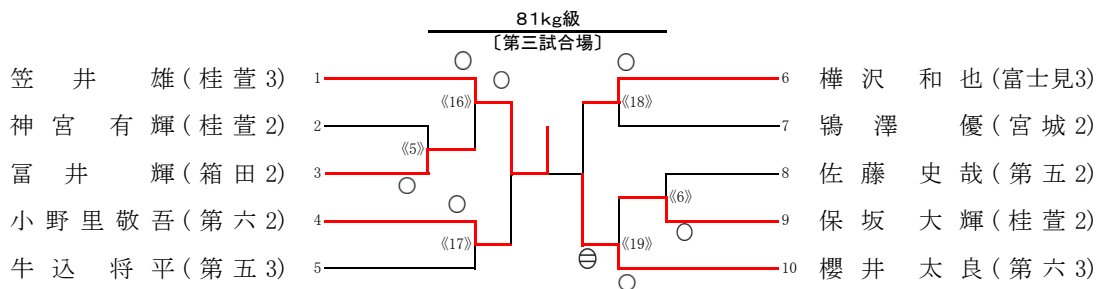 81kg級
〔第三試合場〕
笠井雄(桂萱3) 1
神宮有輝(桂萱2) 2
冨井輝(箱田2) 3
小野里敬吾(第六2) 4
牛込将平(第五3) 5
《16》
《5》
《17》
《18》
《6》
《19》
6 樺沢和也(富士見3)
7 鴇澤優(宮城2)
8 佐藤史哉(第五2)
9 保坂大輝(桂萱2)
10 櫻井太良(第六3)